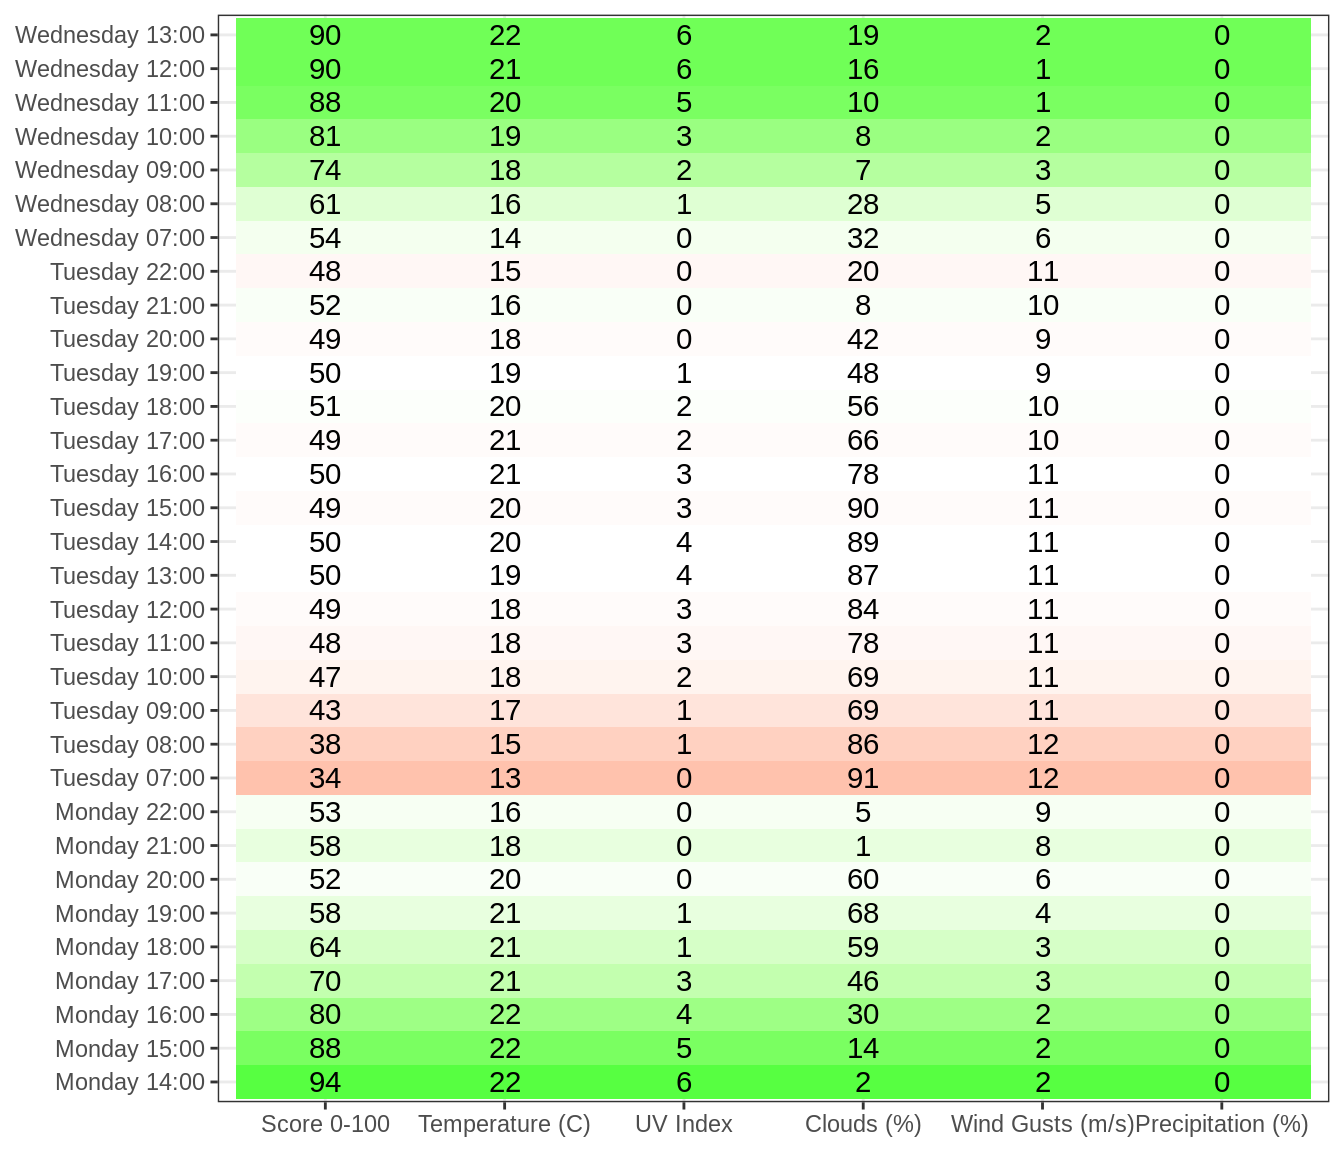 Wednesday 13:00 90 22 6 19 2 0
Wednesday 12:00 90 21 6 16 1 0
Wednesday 11:00 88 20 5 10 1 0
Wednesday 10:00 81 19 3 8 2 0
Wednesday 09:00 74 18 2 7 3 0
Wednesday 08:00 61 16 1 28 5 0
Wednesday 07:00 54 14 0 32 6 0
Tuesday 22:00 48 15 0 20 11 0
Tuesday 21:00 52 16 0 8 10 0
Tuesday 20:00 49 18 0 42 9 0
Tuesday 19:00 50 19 1 48 9 0
Tuesday 18:00 51 20 2 56 10 0
Tuesday 17:00 49 21 2 66 10 0
Tuesday 16:00 50 21 3 78 11 0
Tuesday 15:00 49 20 3 90 11 0
Tuesday 14:00 50 20 4 89 11 0
Tuesday 13:00 50 19 4 87 11 0
Tuesday 12:00 49 18 3 84 11 0
Tuesday 11:00 48 18 3 78 11 0
Tuesday 10:00 47 18 2 69 11 0
Tuesday 09:00 43 17 1 69 11 0
Tuesday 08:00 38 15 1 86 12 0
Tuesday 07:00 34 13 0 91 12 0
Monday 22:00 53 16 0 5 9 0
Monday 21:00 58 18 0 1 8 0
Monday 20:00 52 20 0 60 6 0
Monday 19:00 58 21 1 68 4 0
Monday 18:00 64 21 1 59 3 0
Monday 17:00 70 21 3 46 3 0
Monday 16:00 80 22 4 30 2 0
Monday 15:00 88 22 5 14 2 0
Monday 14:00 94 22 6 2 2 0
Score 0-100 Temperature (C) UV Index Clouds (%) Wind Gusts (m/s) Precipitation (%)